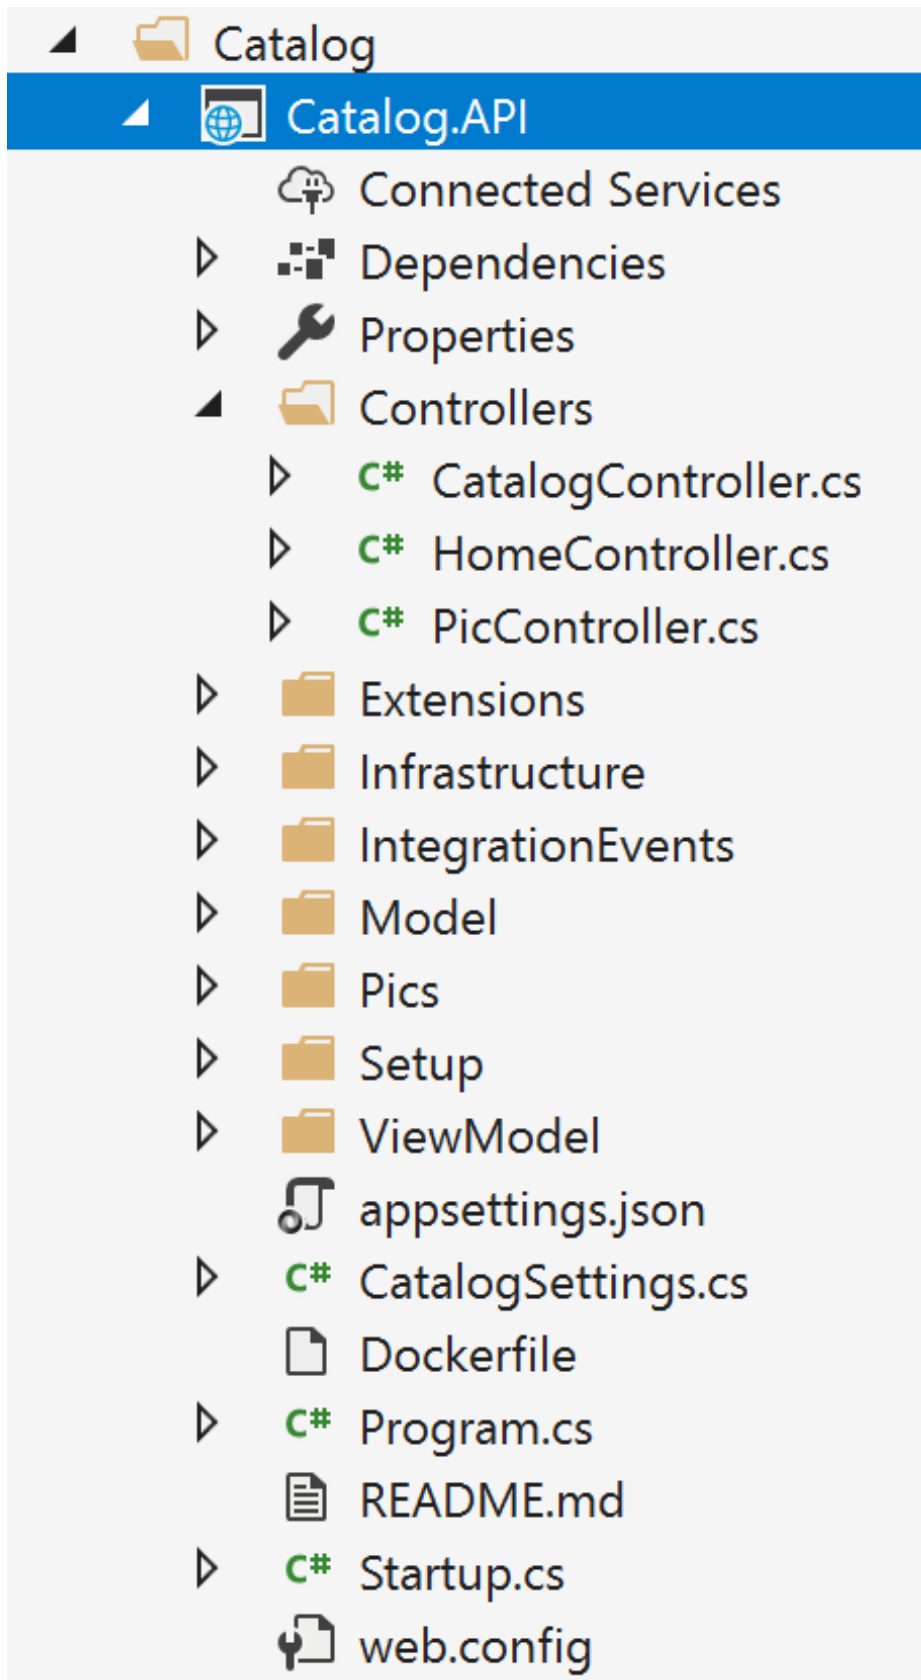 Catalog
Catalog.API
Connected Services
Dependencies
Properties
Controllers
C# CatalogController.cs
C# HomeController.cs
C# PicController.cs
Extensions
Infrastructure
IntegrationEvents
Model
Pics
Setup
ViewModel
appsettings.json
C# CatalogSettings.cs
Dockerfile
C# Program.cs
README.md
C# Startup.cs
web.config